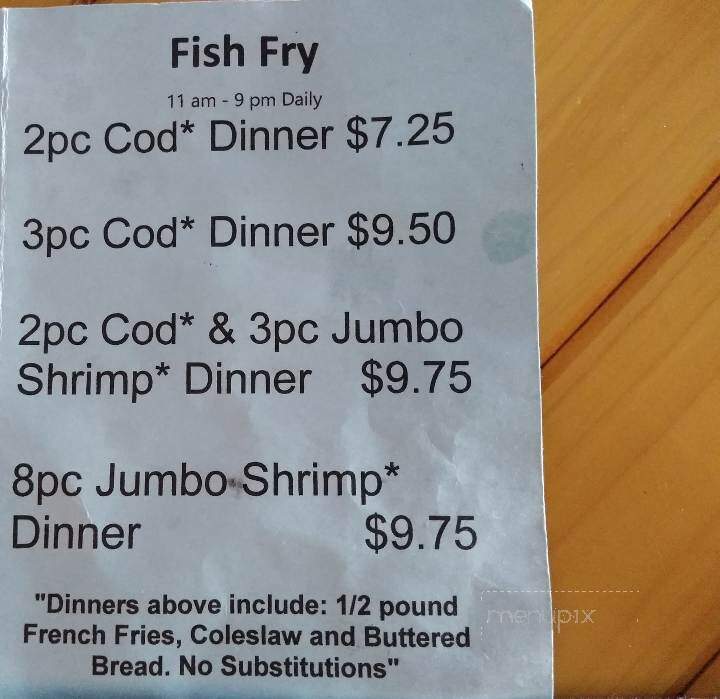 Fish Fry
11 am - 9 pm Daily
2pc Cod* Dinner $7.25
3pc Cod* Dinner $9.50
2pc Cod* & 3pc Jumbo
Shrimp* Dinner $9.75
8pc Jumbo Shrimp*
Dinner $9.75
"Dinners above include: 1/2 pound
French Fries, Coleslaw and Buttered
Bread. No Substitutions"
menupix